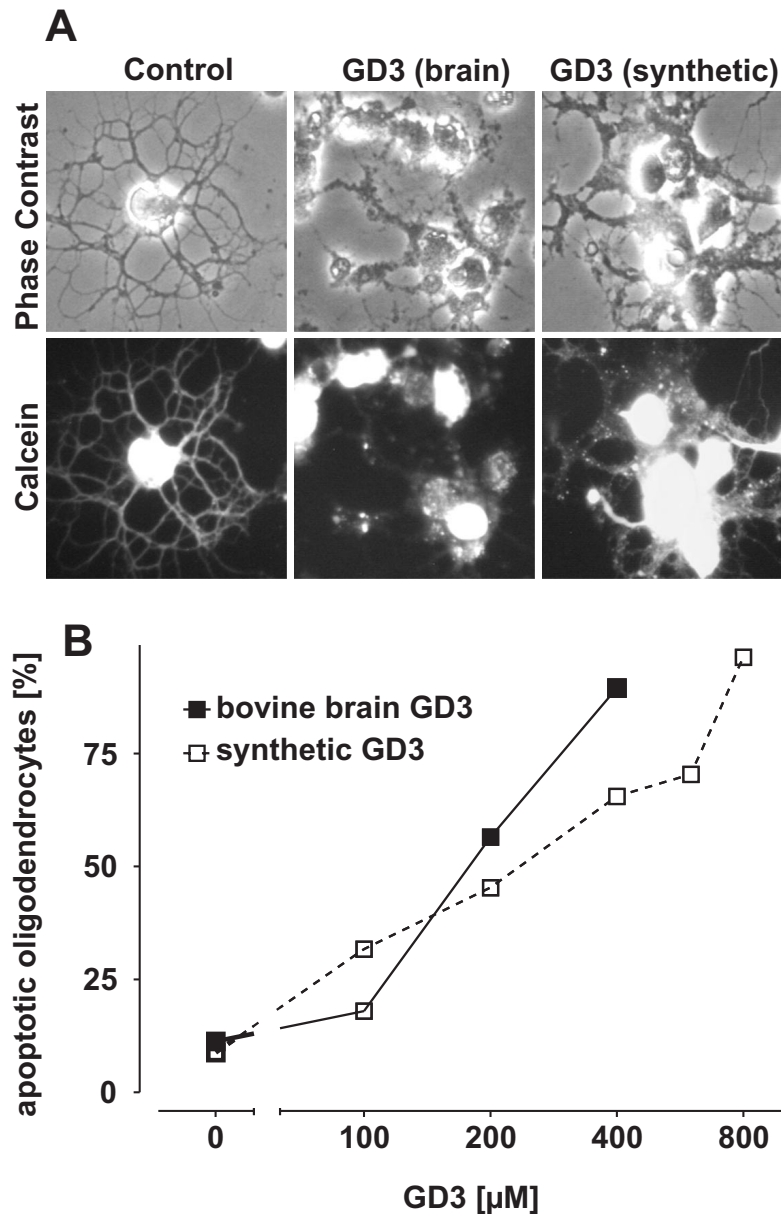 A
Control
GD3 (brain)
GD3 (synthetic)
Phase Contrast
Calcein
B
apoptotic oligodendrocytes [%]
bovine brain GD3
synthetic GD3
75
50
25
0
0 100 200 400 800
GD3 [µM]